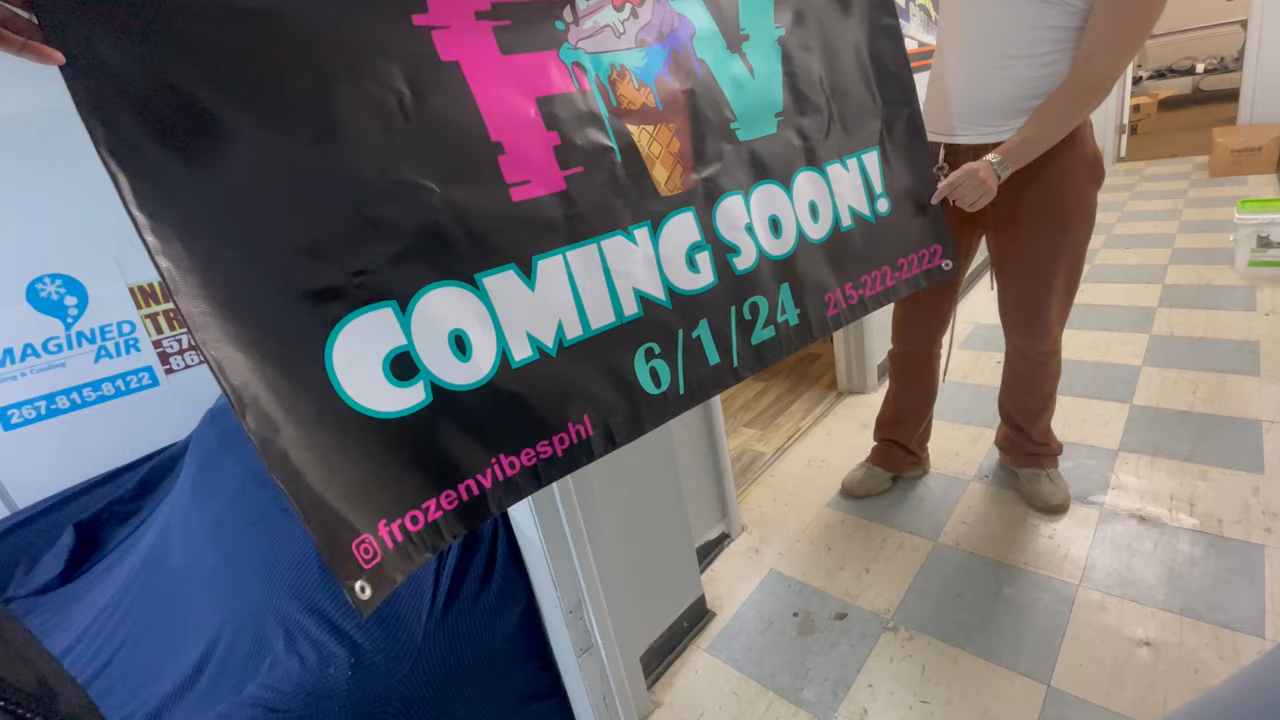 FV
COMING SOON!
6/1/24
215-222-2222
frozenvibesphl
MAGINED
AIR
267-815-8122